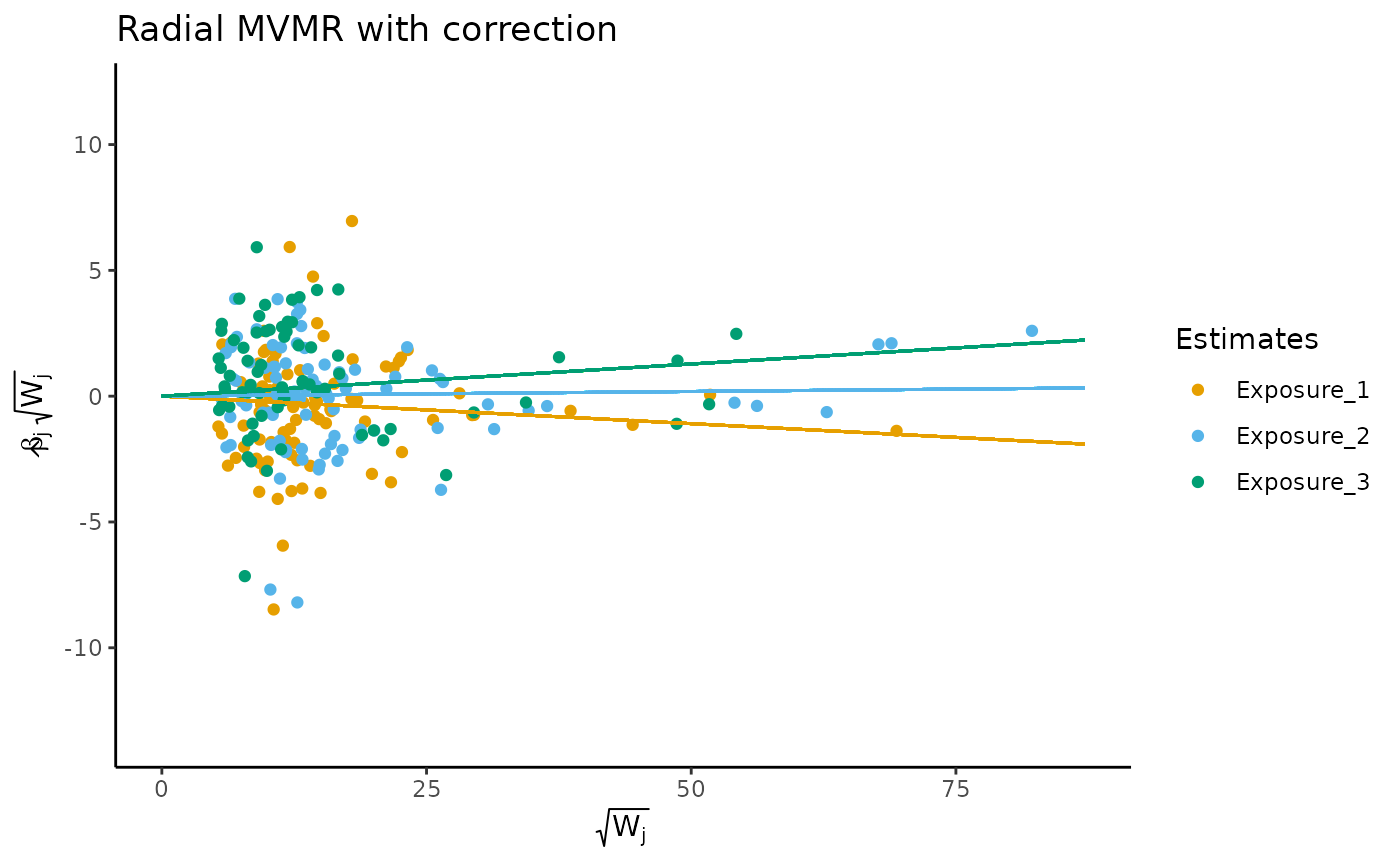 Radial MVMR with correction
10
5
0
-5
-10
β̂j √Wj
0
25
50
75
√Wj
Estimates
Exposure_1
Exposure_2
Exposure_3